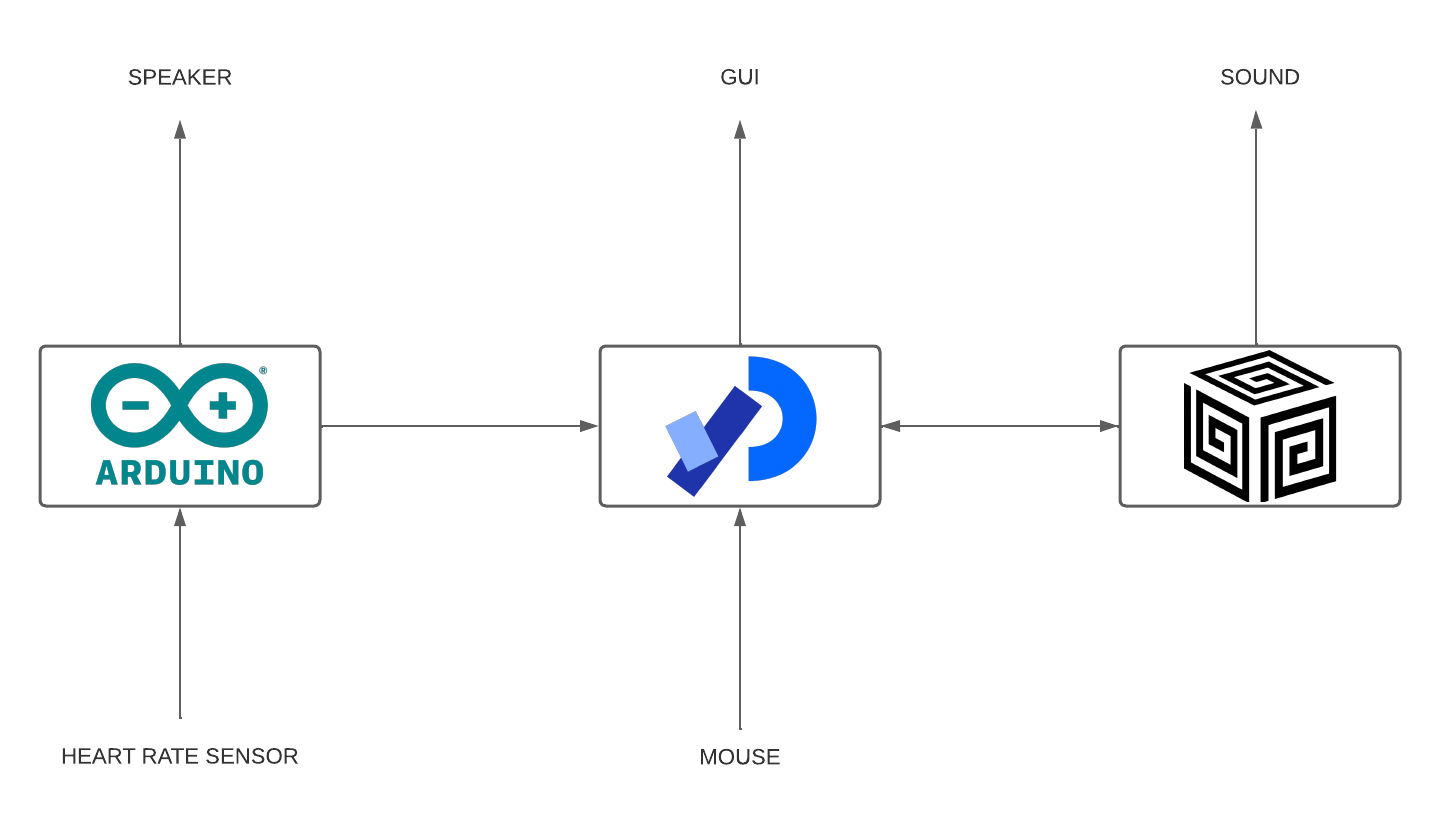 SPEAKER
GUI
SOUND
®
ARDUINO
HEART RATE SENSOR
MOUSE